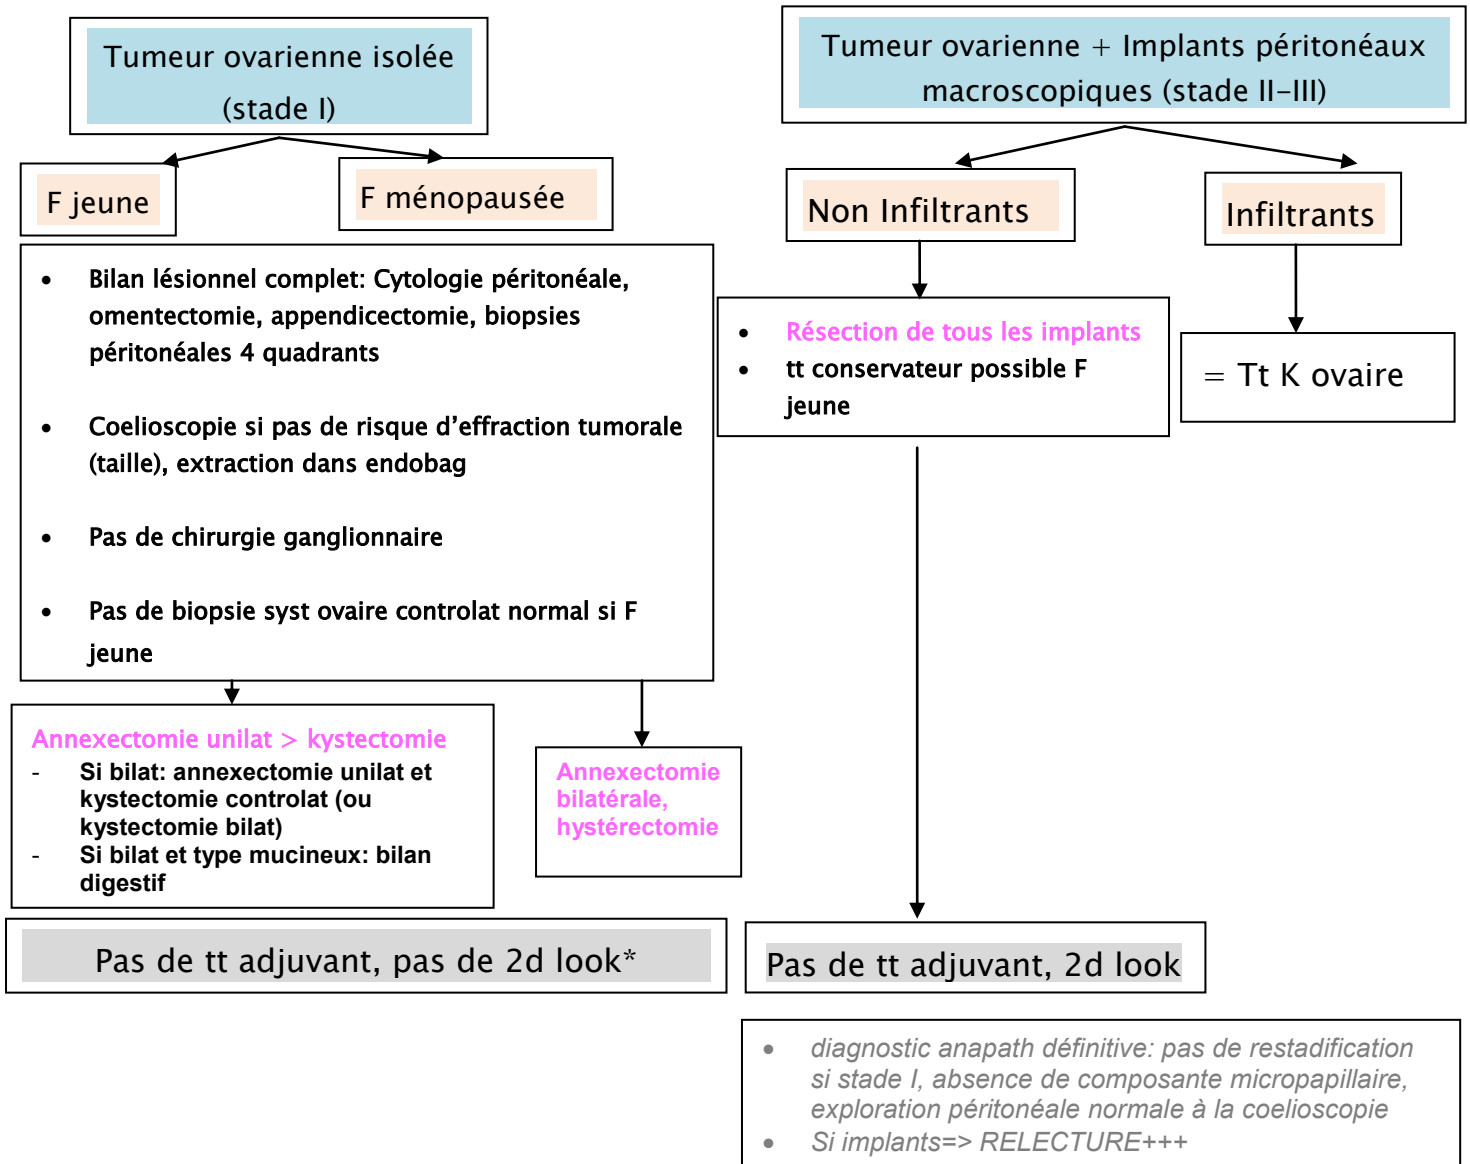 Tumeur ovarienne isolée
(stade I)
Tumeur ovarienne + Implants péritonéaux
macroscopiques (stade II-III)
F jeune
F ménopausée
Non Infiltrants
Infiltrants
• Bilan lésionnel complet: Cytologie péritonéale,
omentectomie, appendicectomie, biopsies
péritonéales 4 quadrants
• Coelioscopie si pas de risque d'effraction tumorale
(taille), extraction dans endobag
• Pas de chirurgie ganglionnaire
• Pas de biopsie syst ovaire controlat normal si F
jeune
• Résection de tous les implants
• tt conservateur possible F
jeune
= Tt K ovaire
Annexectomie unilat > kystectomie
- Si bilat: annexectomie unilat et
kystectomie controlat (ou
kystectomie bilat)
- Si bilat et type mucineux: bilan
digestif
Annexectomie
bilatérale,
hystérectomie
Pas de tt adjuvant, pas de 2d look*
Pas de tt adjuvant, 2d look
• diagnostic anapath définitive: pas de restadification
si stade I, absence de composante micropapillaire,
exploration péritonéale normale à la coelioscopie
• Si implants=> RELECTURE+++